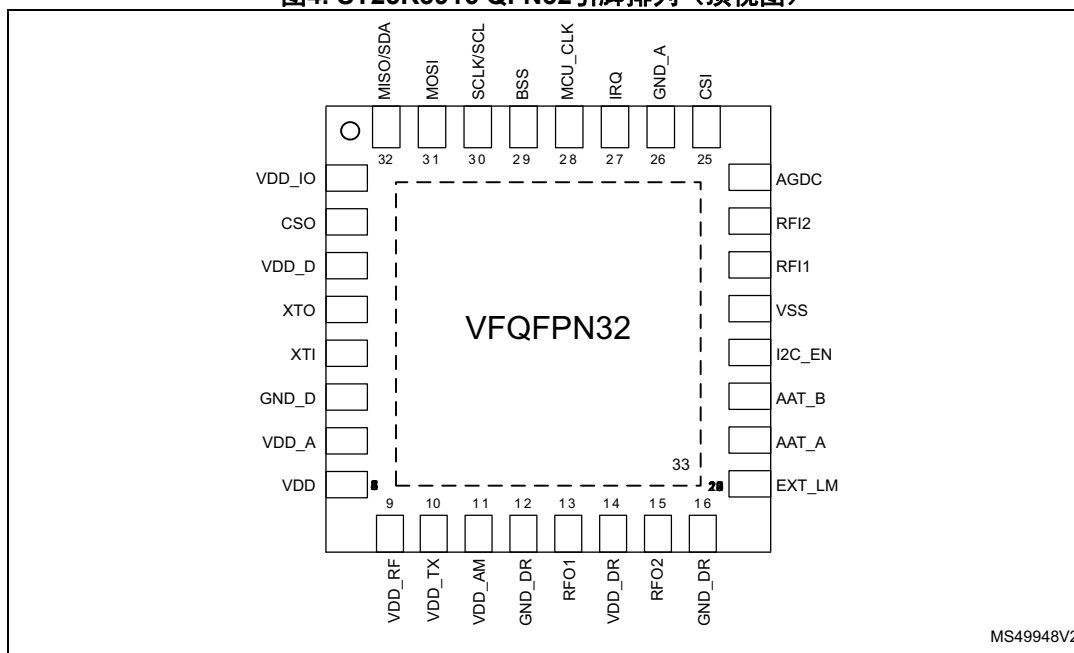 MISO/SDA
MOSI
SCLK/SCL
BSS
MCU_CLK
IRQ
GND_A
CSI
32
31
30
29
28
27
26
25
VDD_IO
CSO
VDD_D
XTO
XTI
GND_D
VDD_A
VDD
VFQFPN32
33
AGDC
RFI2
RFI1
VSS
I2C_EN
AAT_B
AAT_A
EXT_LM
9
10
11
12
13
14
15
16
VDD_RF
VDD_TX
VDD_AM
GND_DR
RFO1
VDD_DR
RFO2
GND_DR
MS49948V2